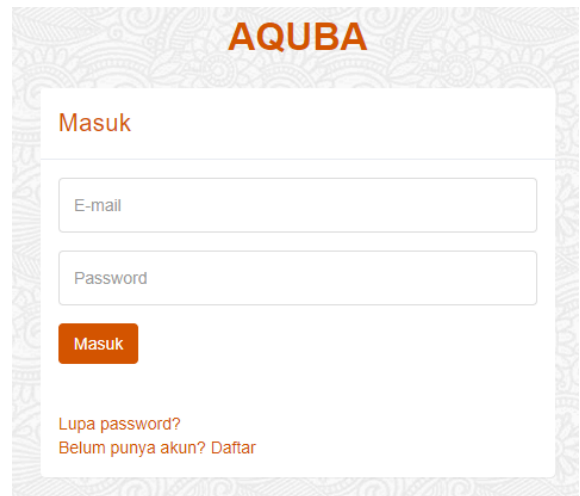 AQUBA
Masuk
E-mail
Password
Masuk
Lupa password?
Belum punya akun? Daftar